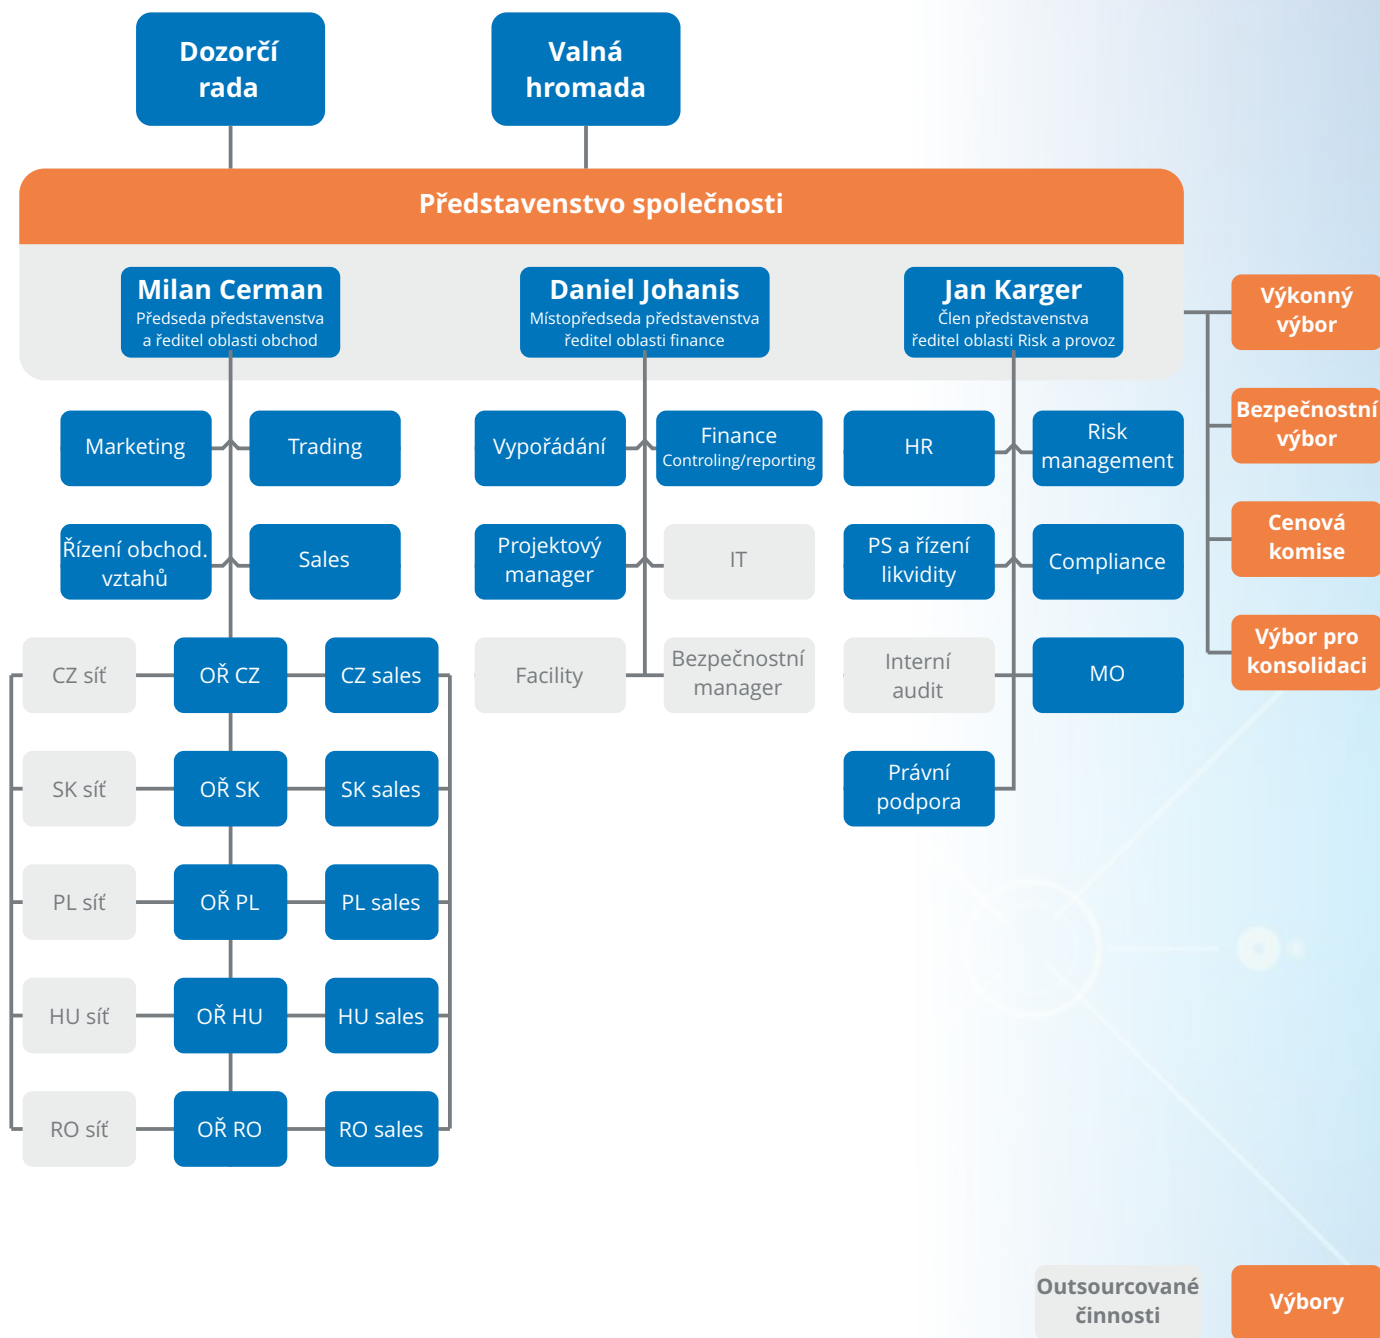 Dozorčí
rada
Valná
hromada
Představenstvo společnosti
Milan Cerman
Předseda představenstva
a ředitel oblasti obchod
Daniel Johanis
Místopředseda představenstva
ředitel oblasti finance
Jan Karger
Člen představenstva
ředitel oblasti Risk a provoz
Výkonný
výbor
Bezpečnostní
výbor
Cenová
komise
Výbor pro
konsolidaci
Marketing
Trading
Řízení obchod.
vztahů
Sales
CZ síť
OŘ CZ
CZ sales
SK síť
OŘ SK
SK sales
PL síť
OŘ PL
PL sales
HU síť
OŘ HU
HU sales
RO síť
OŘ RO
RO sales
Vypořádání
Finance
Controling/reporting
Projektový
manager
IT
Facility
Bezpečnostní
manager
HR
Risk
management
PS a řízení
likvidity
Compliance
Interní
audit
MO
Právní
podpora
Outsourcované
činnosti
Výbory